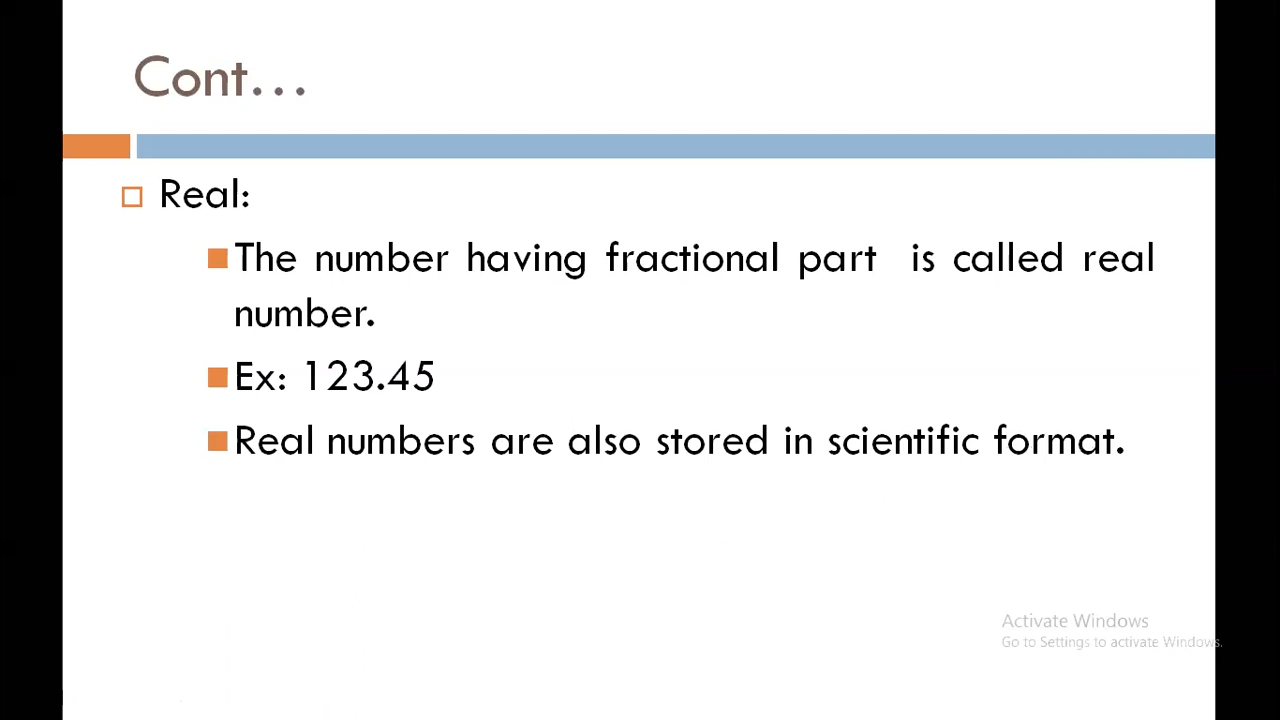 Cont...
Real:
The number having fractional part is called real
number.
Ex: 123.45
Real numbers are also stored in scientific format.
Activate Windows
Go to Settings to activate Windows.